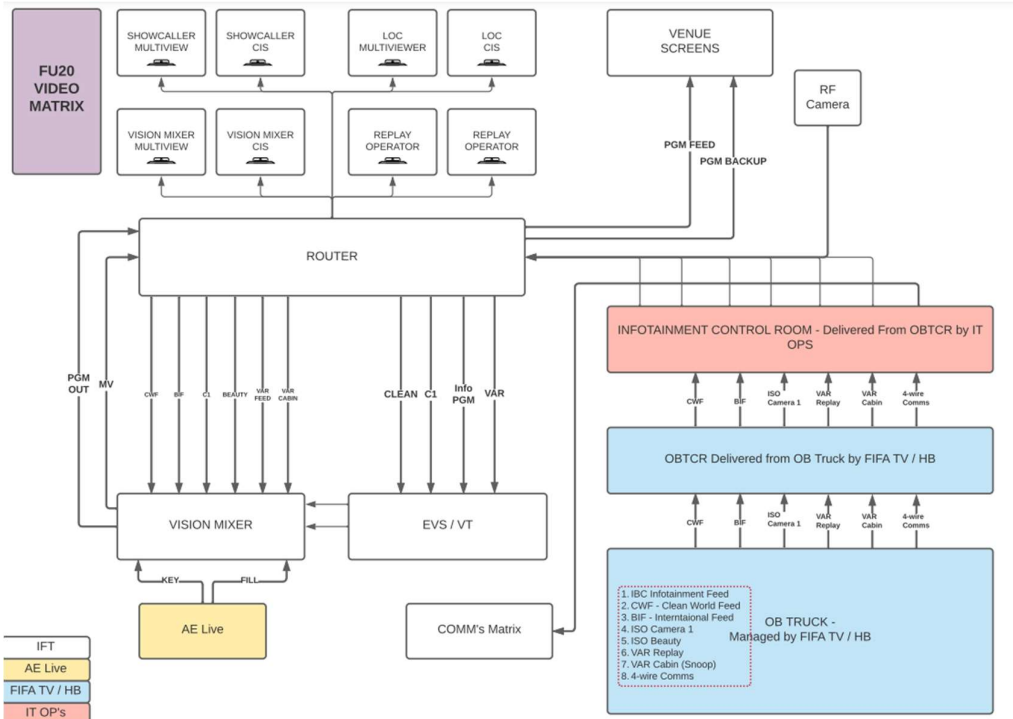 FU20
VIDEO
MATRIX
SHOWCALLER
MULTIVIEW
SHOWCALLER
CIS
LOC
MULTIVIEWER
LOC
CIS
VENUE
SCREENS
RF
Camera
VISION MIXER
MULTIVIEW
VISION MIXER
CIS
REPLAY
OPERATOR
REPLAY
OPERATOR
PGM FEED
PGM BACKUP
ROUTER
INFOTAINMENT CONTROL ROOM - Delivered From OBTCR by IT
OPS
PGM
OUT
MV
CWF
BIF
C1
BEAUTY
VAR
FEED
VAR
CABIN
CLEAN
C1
Info
PGM
VAR
CWF
BIF
ISO
Camera 1
VAR
Replay
VAR
Cabin
4-wire
Comms
OBTCR Delivered from OB Truck by FIFA TV / HB
VISION MIXER
EVS / VT
CWF
BIF
ISO
Camera 1
VAR
Replay
VAR
Cabin
4-wire
Comms
KEY
FILL
AE Live
COMM's Matrix
1. IBC Infotainment Feed
2. CWF - Clean World Feed
3. BIF - Interntaional Feed
4. ISO Camera 1
5. ISO Beauty
6. VAR Replay
7. VAR Cabin (Snoop)
8. 4-wire Comms
OB TRUCK -
Managed by FIFA TV / HB
IFT
AE Live
FIFA TV / HB
IT OP's